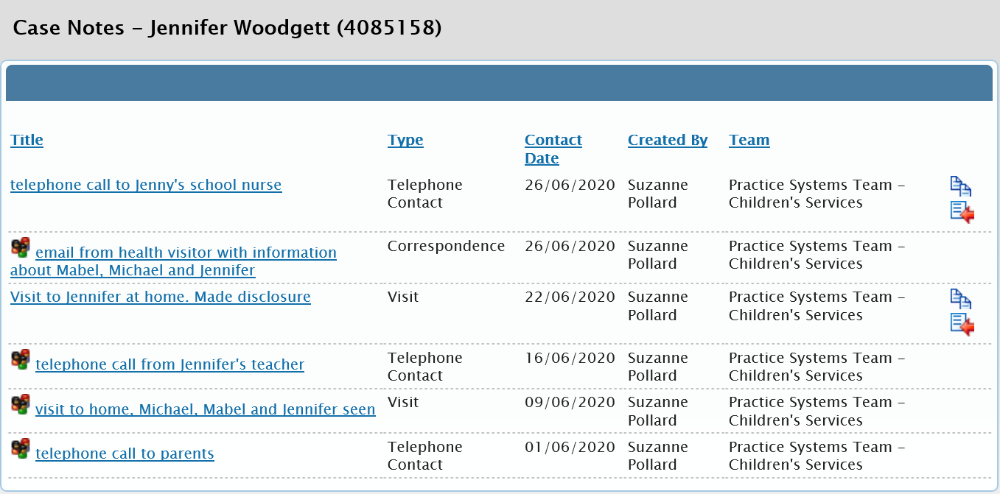 Case Notes - Jennifer Woodgett (4085158)
Title Type Contact Date Created By Team
telephone call to Jenny's school nurse Telephone Contact 26/06/2020 Suzanne Pollard Practice Systems Team - Children's Services
email from health visitor with information about Mabel, Michael and Jennifer Correspondence 26/06/2020 Suzanne Pollard Practice Systems Team - Children's Services
Visit to Jennifer at home. Made disclosure Visit 22/06/2020 Suzanne Pollard Practice Systems Team - Children's Services
telephone call from Jennifer's teacher Telephone Contact 16/06/2020 Suzanne Pollard Practice Systems Team - Children's Services
visit to home, Michael, Mabel and Jennifer seen Visit 09/06/2020 Suzanne Pollard Practice Systems Team - Children's Services
telephone call to parents Telephone Contact 01/06/2020 Suzanne Pollard Practice Systems Team - Children's Services